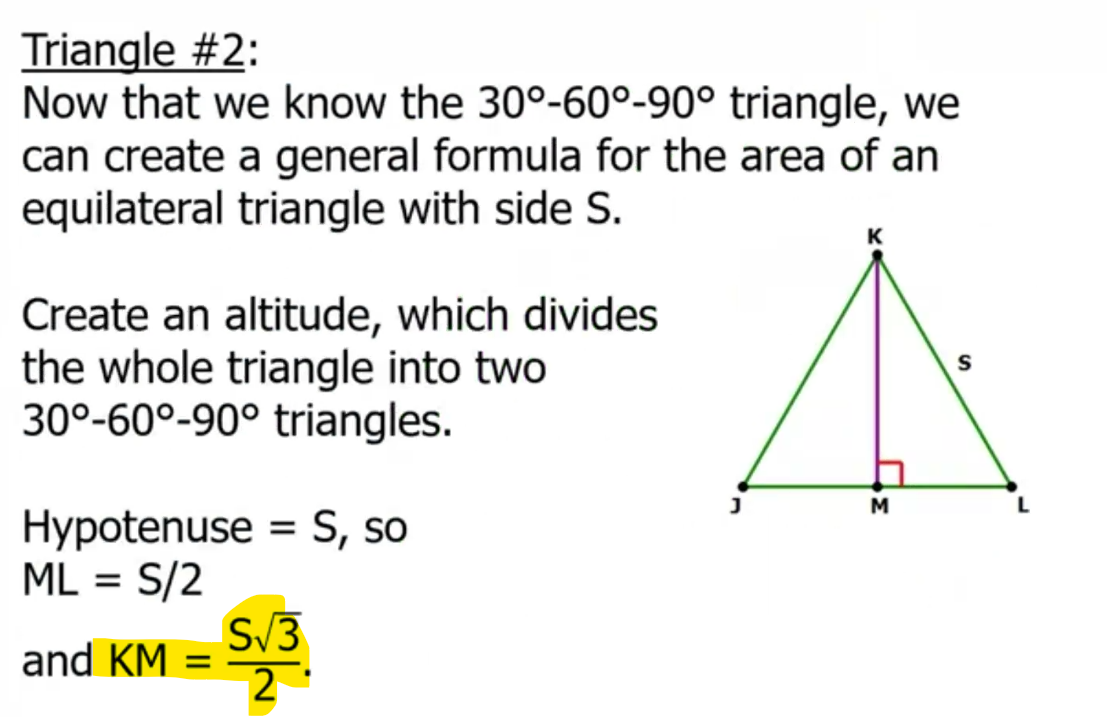 Triangle #2:
Now that we know the 30°-60°-90° triangle, we
can create a general formula for the area of an
equilateral triangle with side S.
K
Create an altitude, which divides
the whole triangle into two
S
30°-60°-90° triangles.
J
M
L
Hypotenuse = S, so
ML = S/2
and KM = S√3/2.